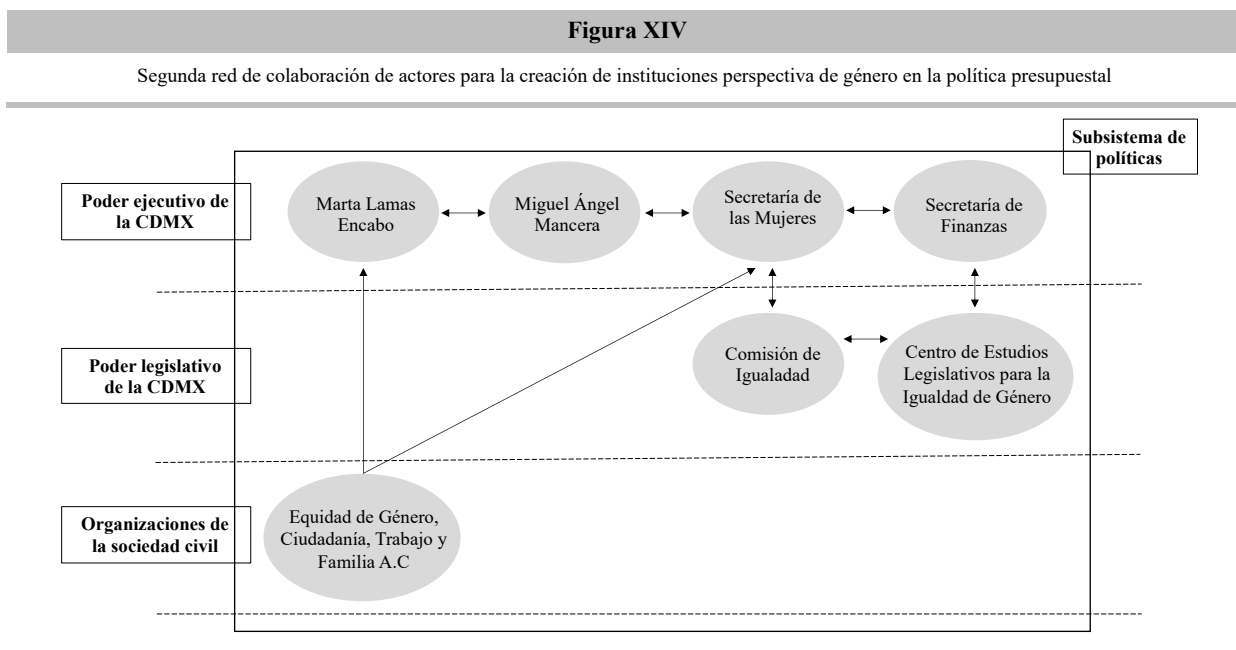 Figura XIV
Segunda red de colaboración de actores para la creación de instituciones perspectiva de género en la política presupuestal
Subsistema de
políticas
Poder ejecutivo de
la CDMX
Marta Lamas
Encabo
Miguel Ángel
Mancera
Secretaría de
las Mujeres
Secretaría de
Finanzas
Poder legislativo
de la CDMX
Comisión de
Igualadad
Centro de Estudios
Legislativos para la
Igualdad de Género
Organizaciones de
la sociedad civil
Equidad de Género,
Ciudadanía, Trabajo y
Familia A.C